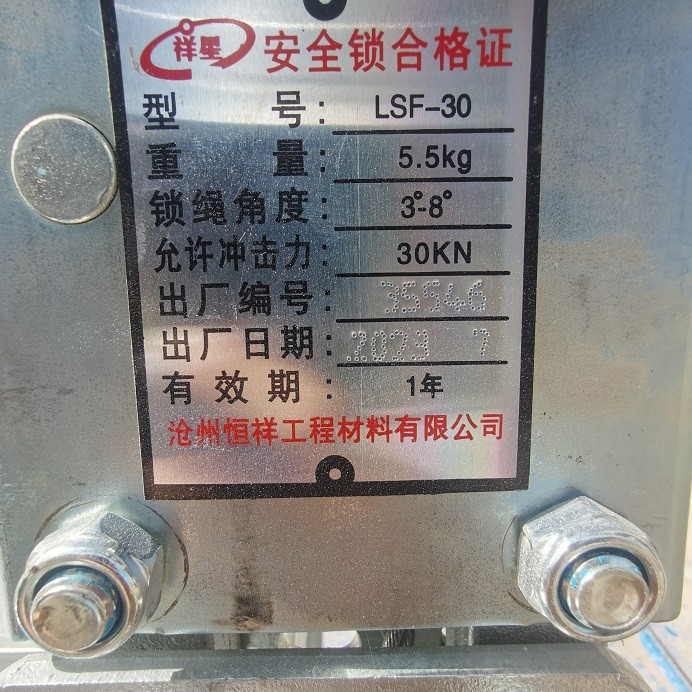 祥星 安全锁合格证
型号: LSF-30
重量: 5.5kg
锁绳角度: 3°-8°
允许冲击力: 30KN
出厂编号: 35546
出厂日期: 2023 7
有效期: 1年
沧州恒祥工程材料有限公司